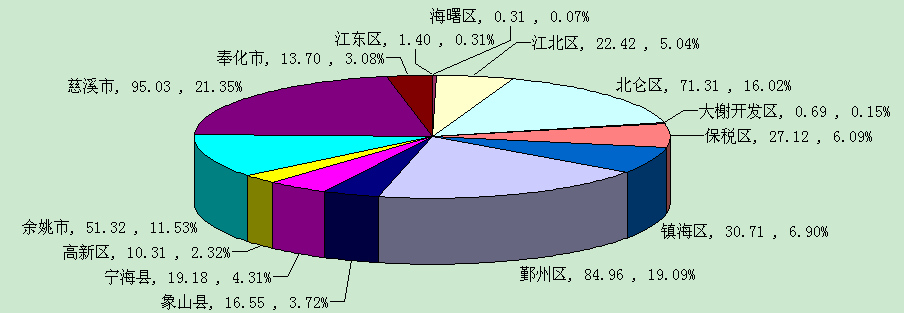 海曙区, 0.31 , 0.07%
江东区, 1.40 , 0.31%
江北区, 22.42 , 5.04%
奉化市, 13.70 , 3.08%
慈溪市, 95.03 , 21.35%
北仑区, 71.31 , 16.02%
大榭开发区, 0.69 , 0.15%
保税区, 27.12 , 6.09%
余姚市, 51.32 , 11.53%
镇海区, 30.71 , 6.90%
高新区, 10.31 , 2.32%
宁海县, 19.18 , 4.31%
鄞州区, 84.96 , 19.09%
象山县, 16.55 , 3.72%